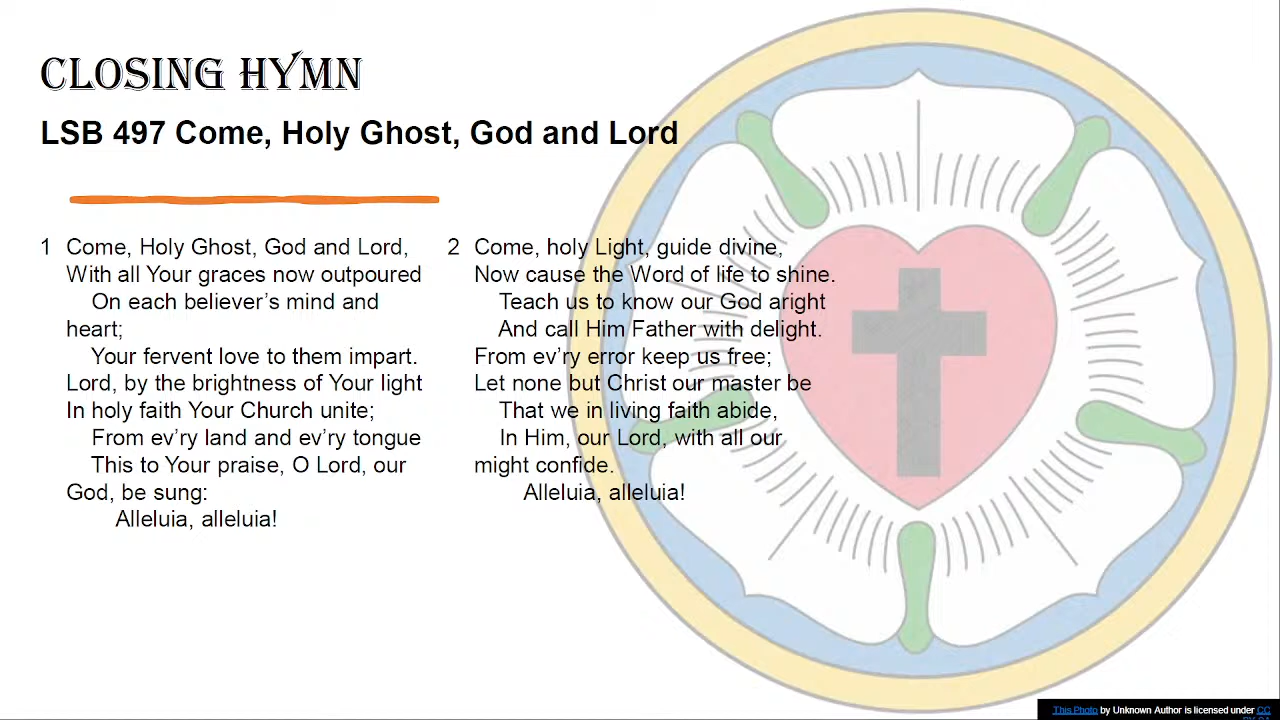 CLOSING HYMN
LSB 497 Come, Holy Ghost, God and Lord
1 Come, Holy Ghost, God and Lord,
With all Your graces now outpoured
On each believer’s mind and
heart;
Your fervent love to them impart.
Lord, by the brightness of Your light
In holy faith Your Church unite;
From ev’ry land and ev’ry tongue
This to Your praise, O Lord, our
God, be sung:
Alleluia, alleluia!
2 Come, holy Light, guide divine,
Now cause the Word of life to shine.
Teach us to know our God aright
And call Him Father with delight.
From ev’ry error keep us free;
Let none but Christ our master be
That we in living faith abide,
In Him, our Lord, with all our
might confide.
Alleluia, alleluia!
This Photo by Unknown Author is licensed under CC